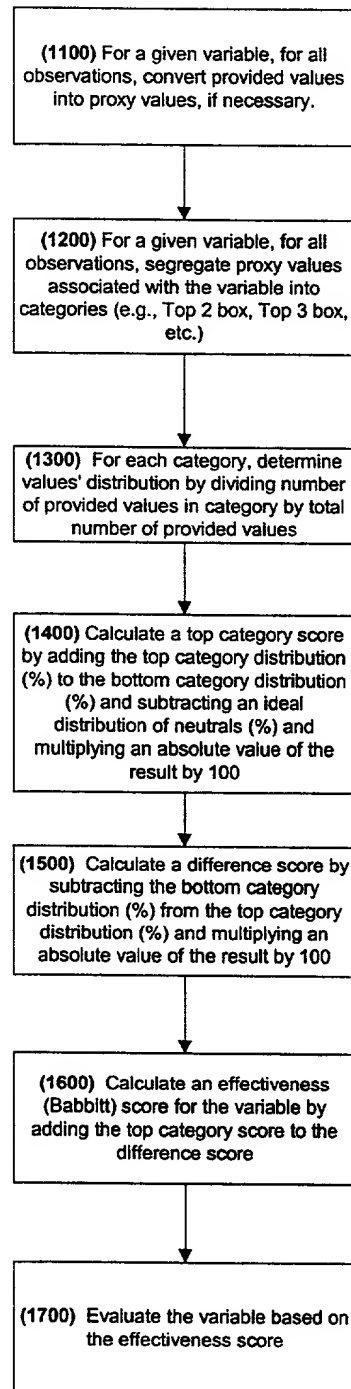 (1100) For a given variable, for all
observations, convert provided values
into proxy values, if necessary.
(1200) For a given variable, for all
observations, segregate proxy values
associated with the variable into
categories (e.g., Top 2 box, Top 3 box,
etc.)
(1300) For each category, determine
values' distribution by dividing number
of provided values in category by total
number of provided values
(1400) Calculate a top category score
by adding the top category distribution
(%) to the bottom category distribution
(%) and subtracting an ideal
distribution of neutrals (%) and
multiplying an absolute value of the
result by 100
(1500) Calculate a difference score by
subtracting the bottom category
distribution (%) from the top category
distribution (%) and multiplying an
absolute value of the result by 100
(1600) Calculate an effectiveness
(Babbitt) score for the variable by
adding the top category score to the
difference score
(1700) Evaluate the variable based on
the effectiveness score